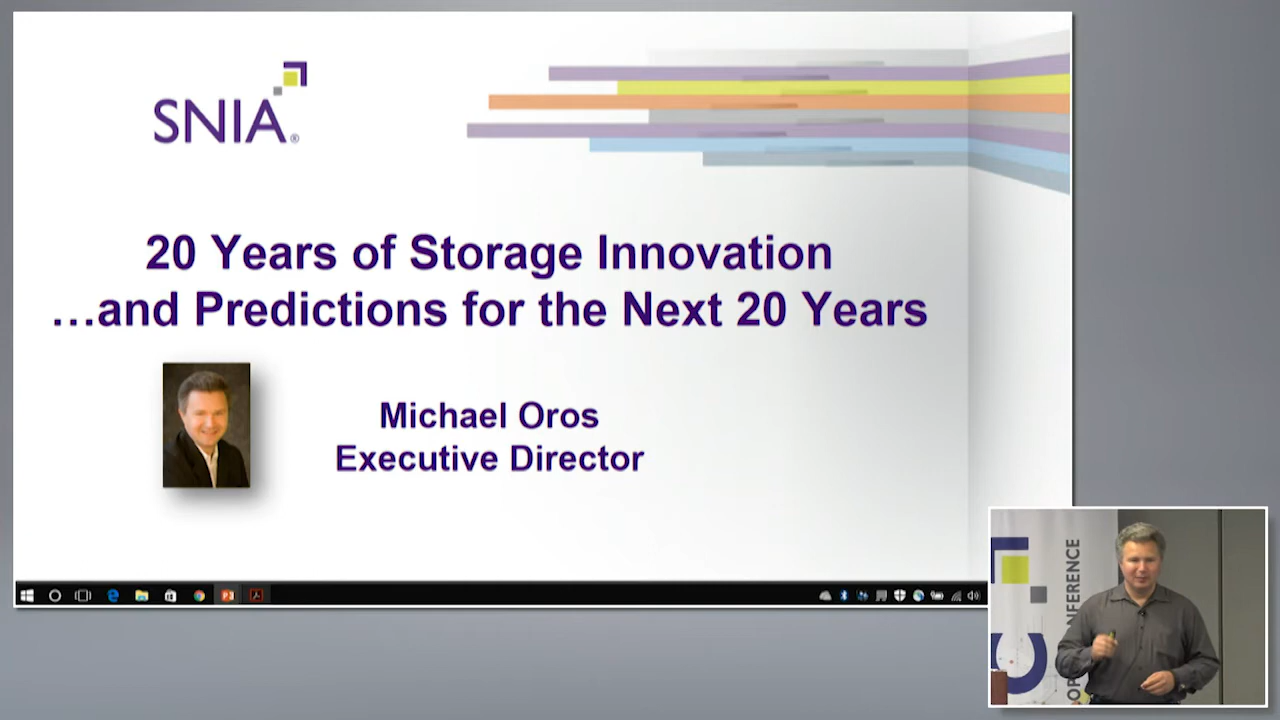 SNIA®
20 Years of Storage Innovation
…and Predictions for the Next 20 Years
Michael Oros
Executive Director